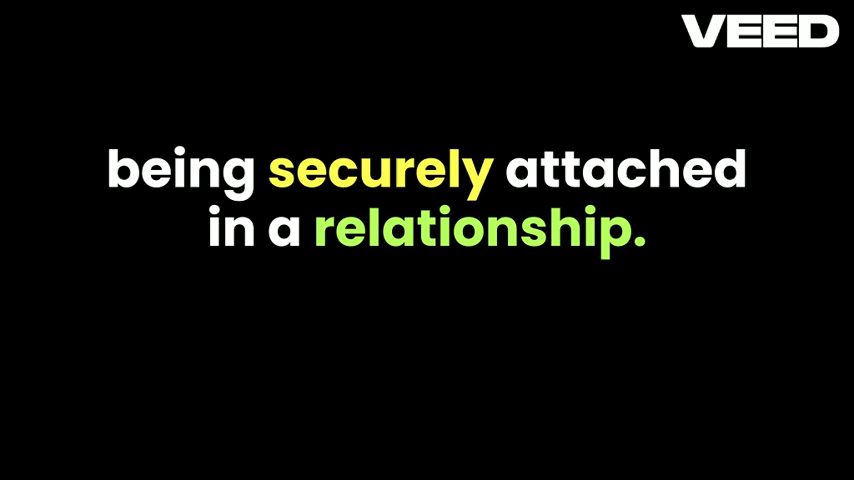 VEED
being securely attached
in a relationship.